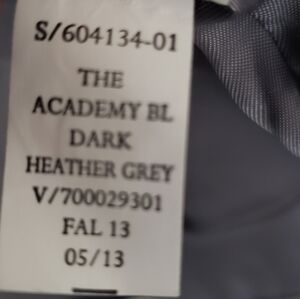 S/604134-01
THE
ACADEMY BL
DARK
HEATHER GREY
V/700029301
FAL 13
05/13